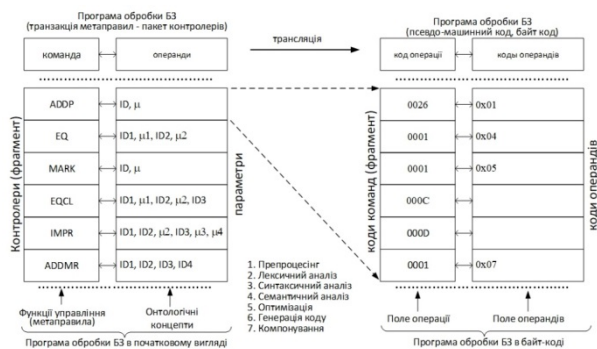 Програма обробки БЗ
(транзакція метаправил - пакет контролерів)
трансляція
Програма обробки БЗ
(псевдо-машинний код, байт код)
команда
операнди
код операції
коды операндів
Контролери (фрагмент)
ADDP
ID, μ
EQ
ID1, μ1, ID2, μ2
MARK
ID, μ
EQCL
ID1, μ1, ID2, μ2, ID3
IMPR
ID1, ID2, μ2, ID3, μ3, μ4
ADDMR
ID1, ID2, ID3, ID4
параметри
1. Препроцесінг
2. Лексичний аналіз
3. Синтаксичний аналіз
4. Семантичний аналіз
5. Оптимізація
6. Генерація коду
7. Компонування
коди команд (фрагмент)
0026
0x01
0001
0x04
0001
0x05
000C
000D
0001
0x07
коди операндів
Функції управління
(метаправила)
Онтологічні
концепти
Поле операції
Поле операндів
Програма обробки БЗ в початковому вигляді
Програма обробки БЗ в байт-коді